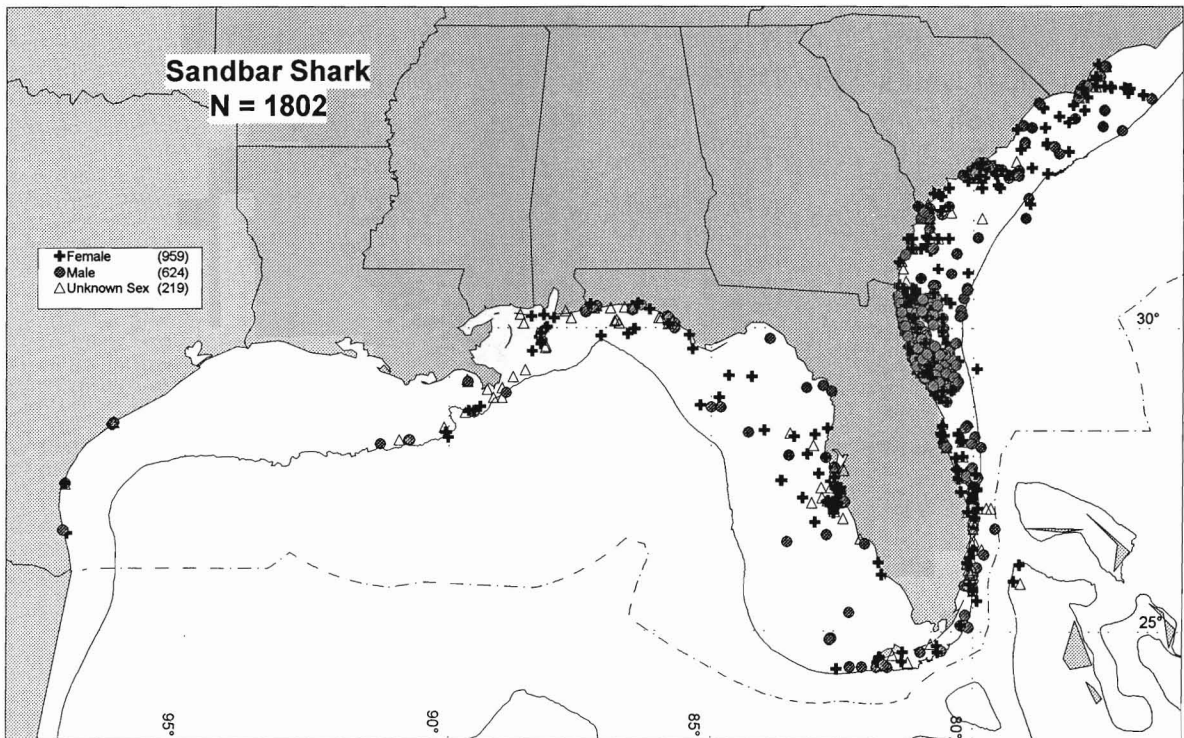 Sandbar Shark
N = 1802
Female (959)
Male (624)
Unknown Sex (219)
30°
25°
95°
90°
85°
80°